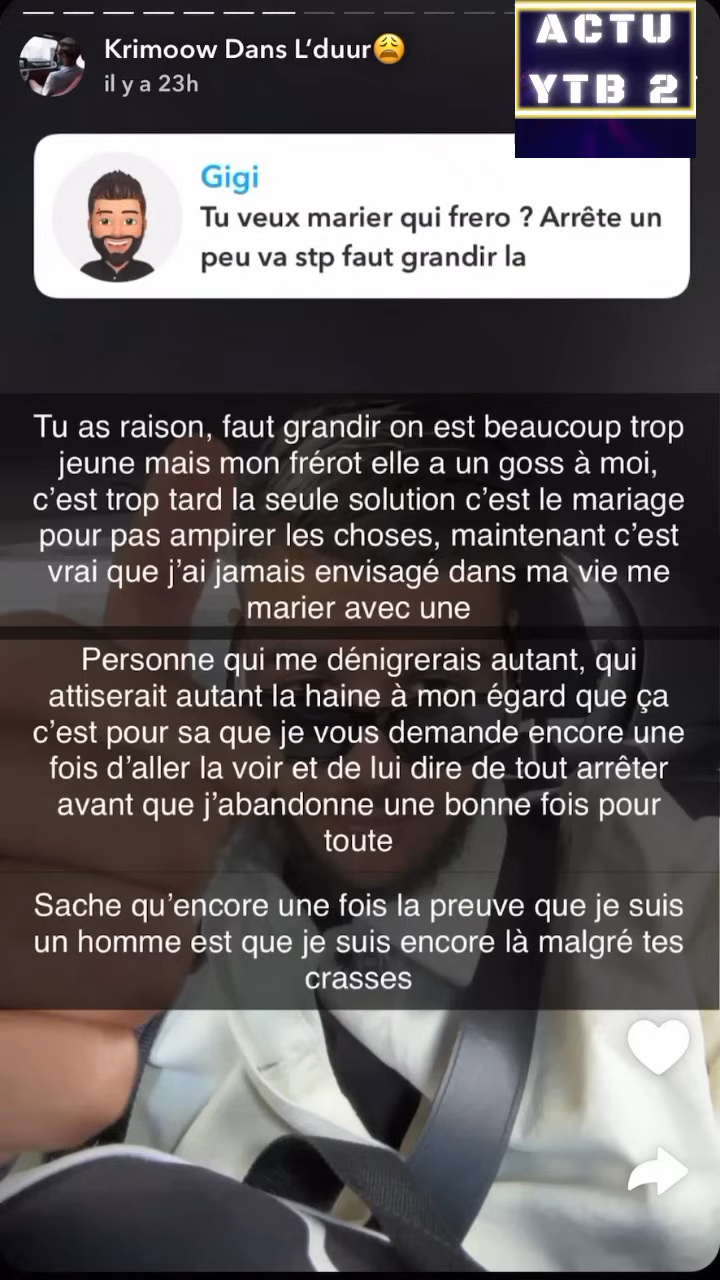 Krimoow Dans L'duur😩
il y a 23h
ACTU
YTB 2
Gigi
Tu veux marier qui frero ? Arrête un
peu va stp faut grandir la
Tu as raison, faut grandir on est beaucoup trop
jeune mais mon frérot elle a un goss à moi,
c'est trop tard la seule solution c'est le mariage
pour pas ampirer les choses, maintenant c'est
vrai que j'ai jamais envisagé dans ma vie me
marier avec une
Personne qui me dénigrerais autant, qui
attiserait autant la haine à mon égard que ça
c'est pour sa que je vous demande encore une
fois d'aller la voir et de lui dire de tout arrêter
avant que j'abandonne une bonne fois pour
toute
Sache qu'encore une fois la preuve que je suis
un homme est que je suis encore là malgré tes
crasses